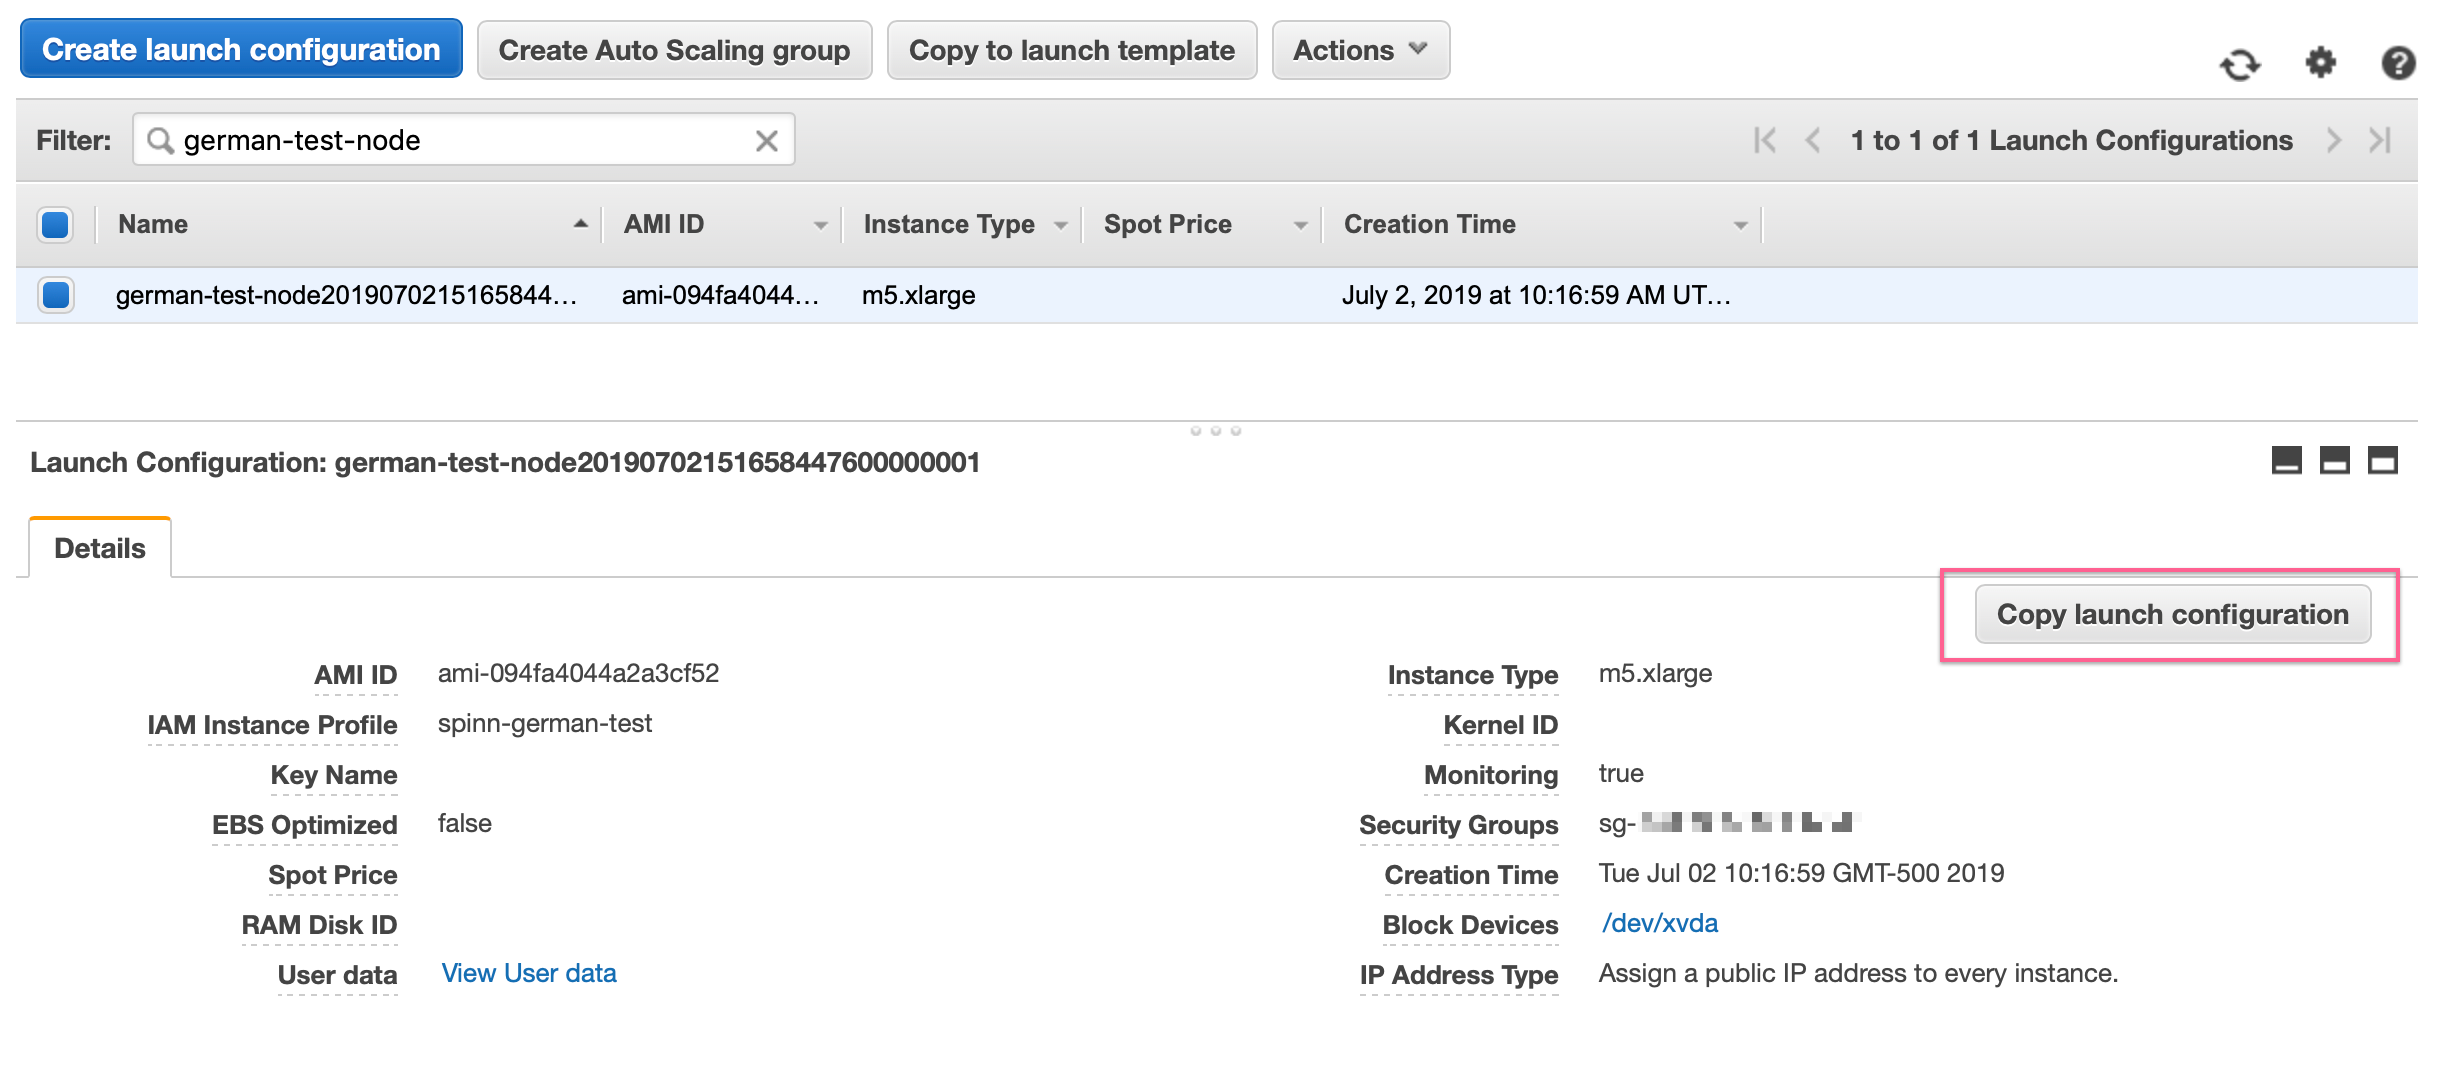 Create launch configuration Create Auto Scaling group Copy to launch template Actions
Filter: german-test-node 1 to 1 of 1 Launch Configurations
Name AMI ID Instance Type Spot Price Creation Time
german-test-node2019070215165844… ami-094fa4044… m5.xlarge July 2, 2019 at 10:16:59 AM UT…
Launch Configuration: german-test-node20190702151658447600000001
Details
Copy launch configuration
AMI ID ami-094fa4044a2a3cf52 Instance Type m5.xlarge
IAM Instance Profile spinn-german-test Kernel ID
Key Name Monitoring true
EBS Optimized false Security Groups sg-
Spot Price Creation Time Tue Jul 02 10:16:59 GMT-500 2019
RAM Disk ID Block Devices /dev/xvda
User data View User data IP Address Type Assign a public IP address to every instance.